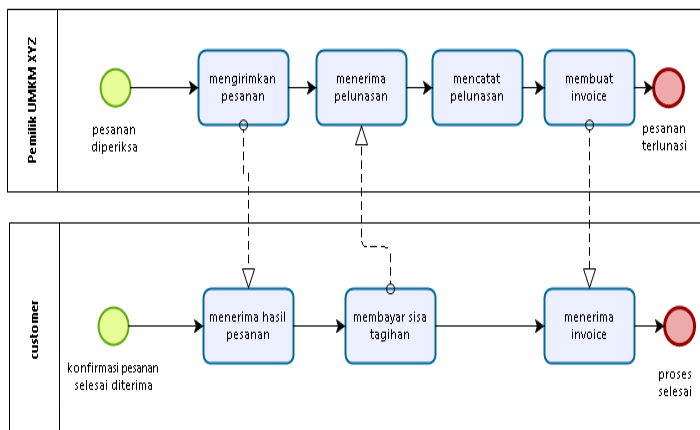 Pemilik UMKM XYZ
mengirimkan
pesanan
menerima
pelunasan
mencatat
pelunasan
membuat
invoice
pesanan
diperiksa
pesanan
terlunasi
customer
menerima hasil
pesanan
membayar sisa
tagihan
menerima
invoice
konfirmasi pesanan
selesai diterima
proses
selesai